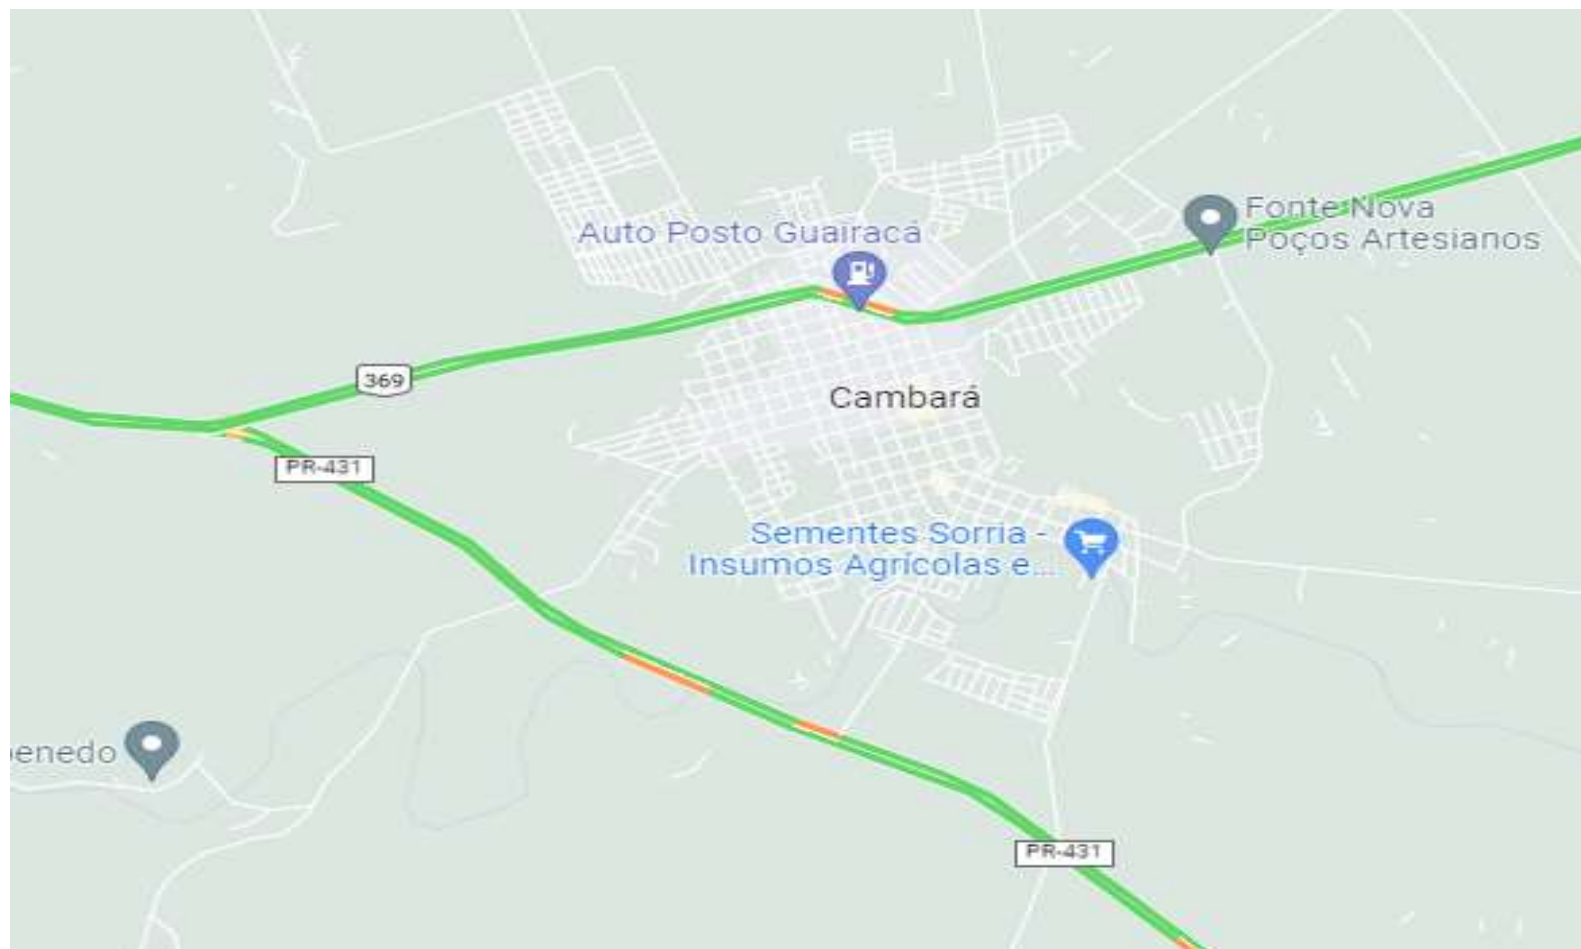 Fonte Nova
Poços Artesianos
Auto Posto Guairacá
369
Cambará
PR-431
Sementes Sorria -
Insumos Agrícolas e...
enedo
PR-431